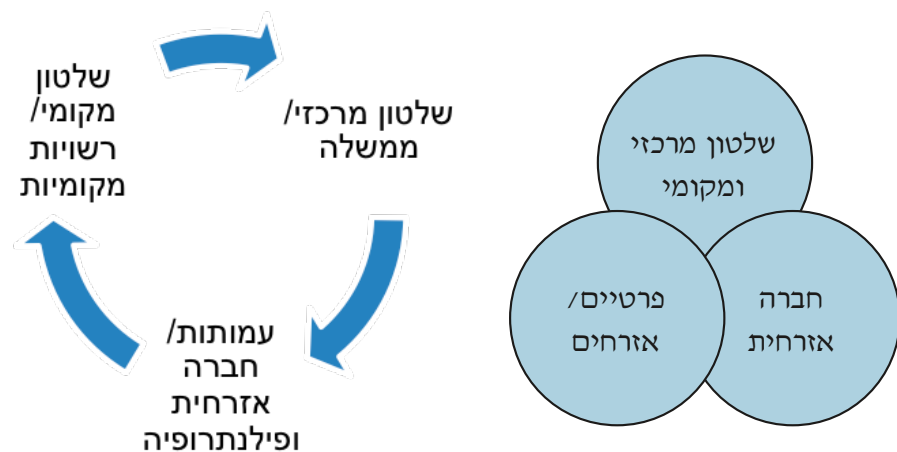 שלטון
מקומי/
רשויות
מקומיות
שלטון מרכזי/
ממשלה
עמותות/
חברה
אזרחית
ופילנתרופיה
שלטון מרכזי
ומקומי
פרטיים/
אזרחים
חברה
אזרחית